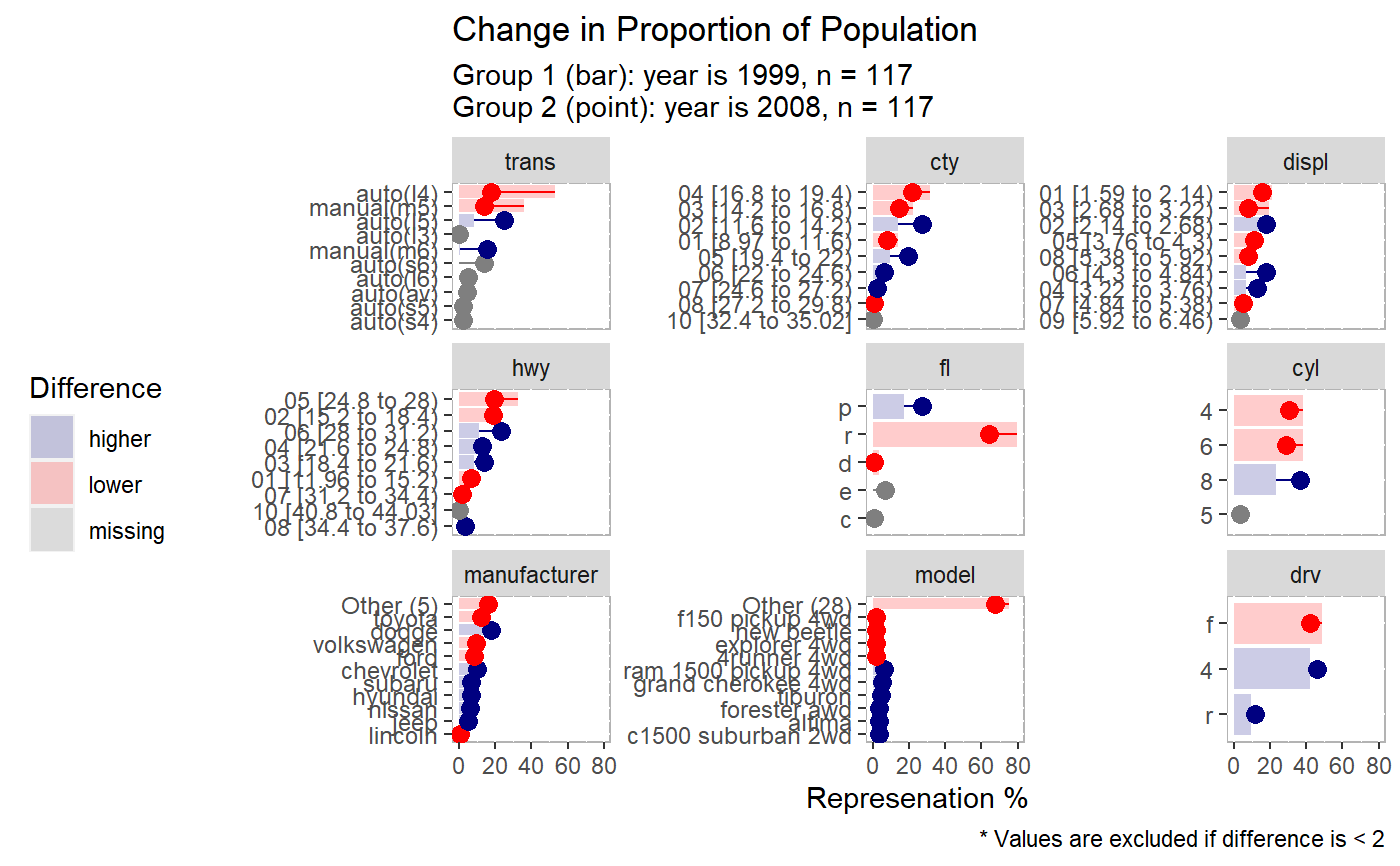 Change in Proportion of Population
Group 1 (bar): year is 1999, n = 117
Group 2 (point): year is 2008, n = 117
trans
auto(l4)
manual(m5)
auto(l5)
auto(l3)
manual(m6)
auto(s6)
auto(l6)
auto(av)
auto(s5)
auto(s4)
cty
04 [16.8 to 19.4)
03 [14.2 to 16.8)
02 [11.6 to 14.2)
01 [8.97 to 11.6)
05 [19.4 to 22)
06 [22 to 24.6)
07 [24.6 to 27.2)
08 [27.2 to 29.8)
10 [32.4 to 35.02]
displ
01 [1.59 to 2.14)
03 [2.68 to 3.22)
02 [2.14 to 2.68)
05 [3.76 to 4.3)
08 [5.38 to 5.92)
06 [4.3 to 4.84)
04 [3.22 to 3.76)
07 [4.84 to 5.38)
09 [5.92 to 6.46)
Difference
higher
lower
missing
hwy
05 [24.8 to 28)
02 [15.2 to 18.4)
06 [28 to 31.2)
04 [21.6 to 24.8)
03 [18.4 to 21.6)
01 [11.96 to 15.2)
07 [31.2 to 34.4)
10 [40.8 to 44.03]
08 [34.4 to 37.6)
fl
p
r
d
e
c
cyl
4
6
8
5
manufacturer
Other (5)
toyota
dodge
volkswagen
ford
chevrolet
subaru
hyundai
nissan
jeep
lincoln
0 20 40 60 80
model
Other (28)
f150 pickup 4wd
new beetle
explorer 4wd
4runner 4wd
ram 1500 pickup 4wd
grand cherokee 4wd
tiburon
forester awd
altima
c1500 suburban 2wd
0 20 40 60 80
drv
f
4
r
0 20 40 60 80
Represenation %
* Values are excluded if difference is < 2